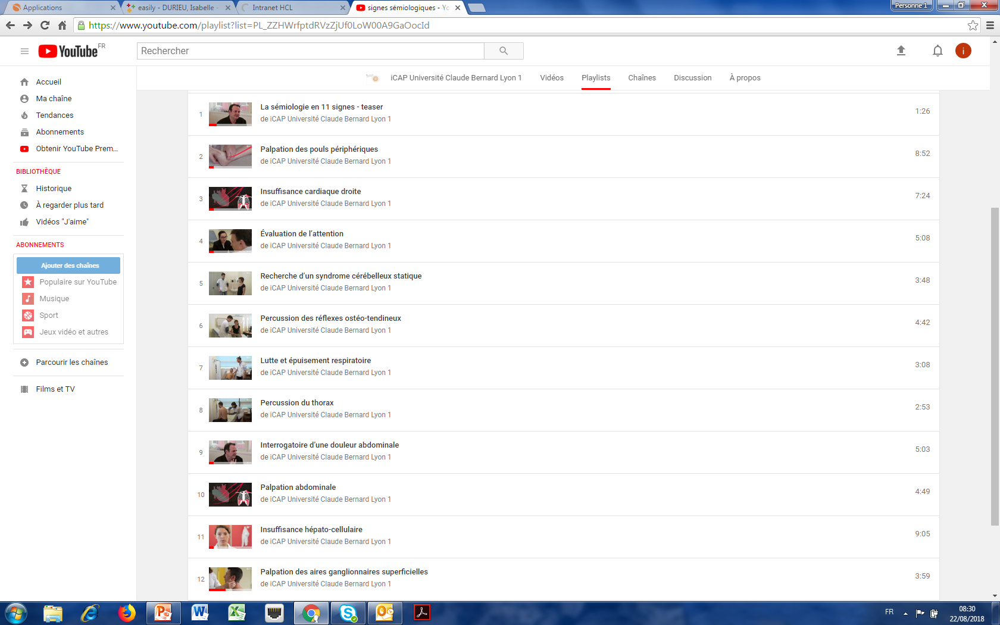 Applications
easily - DURIEU, Isabelle -
Intranet HCL
signes sémiologiques - Yo
Personne 1
https://www.youtube.com/playlist?list=PL_ZZHWrfptdRVzZjUf0LoW00A9GaOocId
YouTube FR
Rechercher
i
iCAP Université Claude Bernard Lyon 1
Vidéos
Playlists
Chaînes
Discussion
À propos
Accueil
Ma chaîne
Tendances
Abonnements
Obtenir YouTube Prem...
BIBLIOTHÈQUE
Historique
À regarder plus tard
Vidéos "J'aime"
ABONNEMENTS
Ajouter des chaînes
Populaire sur YouTube
Musique
Sport
Jeux vidéo et autres
Parcourir les chaînes
Films et TV
1 La sémiologie en 11 signes - teaser 1:26
de iCAP Université Claude Bernard Lyon 1
2 Palpation des pouls périphériques 8:52
de iCAP Université Claude Bernard Lyon 1
3 Insuffisance cardiaque droite 7:24
de iCAP Université Claude Bernard Lyon 1
4 Évaluation de l’attention 5:08
de iCAP Université Claude Bernard Lyon 1
5 Recherche d’un syndrome cérébelleux statique 3:48
de iCAP Université Claude Bernard Lyon 1
6 Percussion des réflexes ostéo-tendineux 4:42
de iCAP Université Claude Bernard Lyon 1
7 Lutte et épuisement respiratoire 3:08
de iCAP Université Claude Bernard Lyon 1
8 Percussion du thorax 2:53
de iCAP Université Claude Bernard Lyon 1
9 Interrogatoire d’une douleur abdominale 5:03
de iCAP Université Claude Bernard Lyon 1
10 Palpation abdominale 4:49
de iCAP Université Claude Bernard Lyon 1
11 Insuffisance hépato-cellulaire 9:05
de iCAP Université Claude Bernard Lyon 1
12 Palpation des aires ganglionnaires superficielles 3:59
de iCAP Université Claude Bernard Lyon 1
FR
08:30
22/08/2018